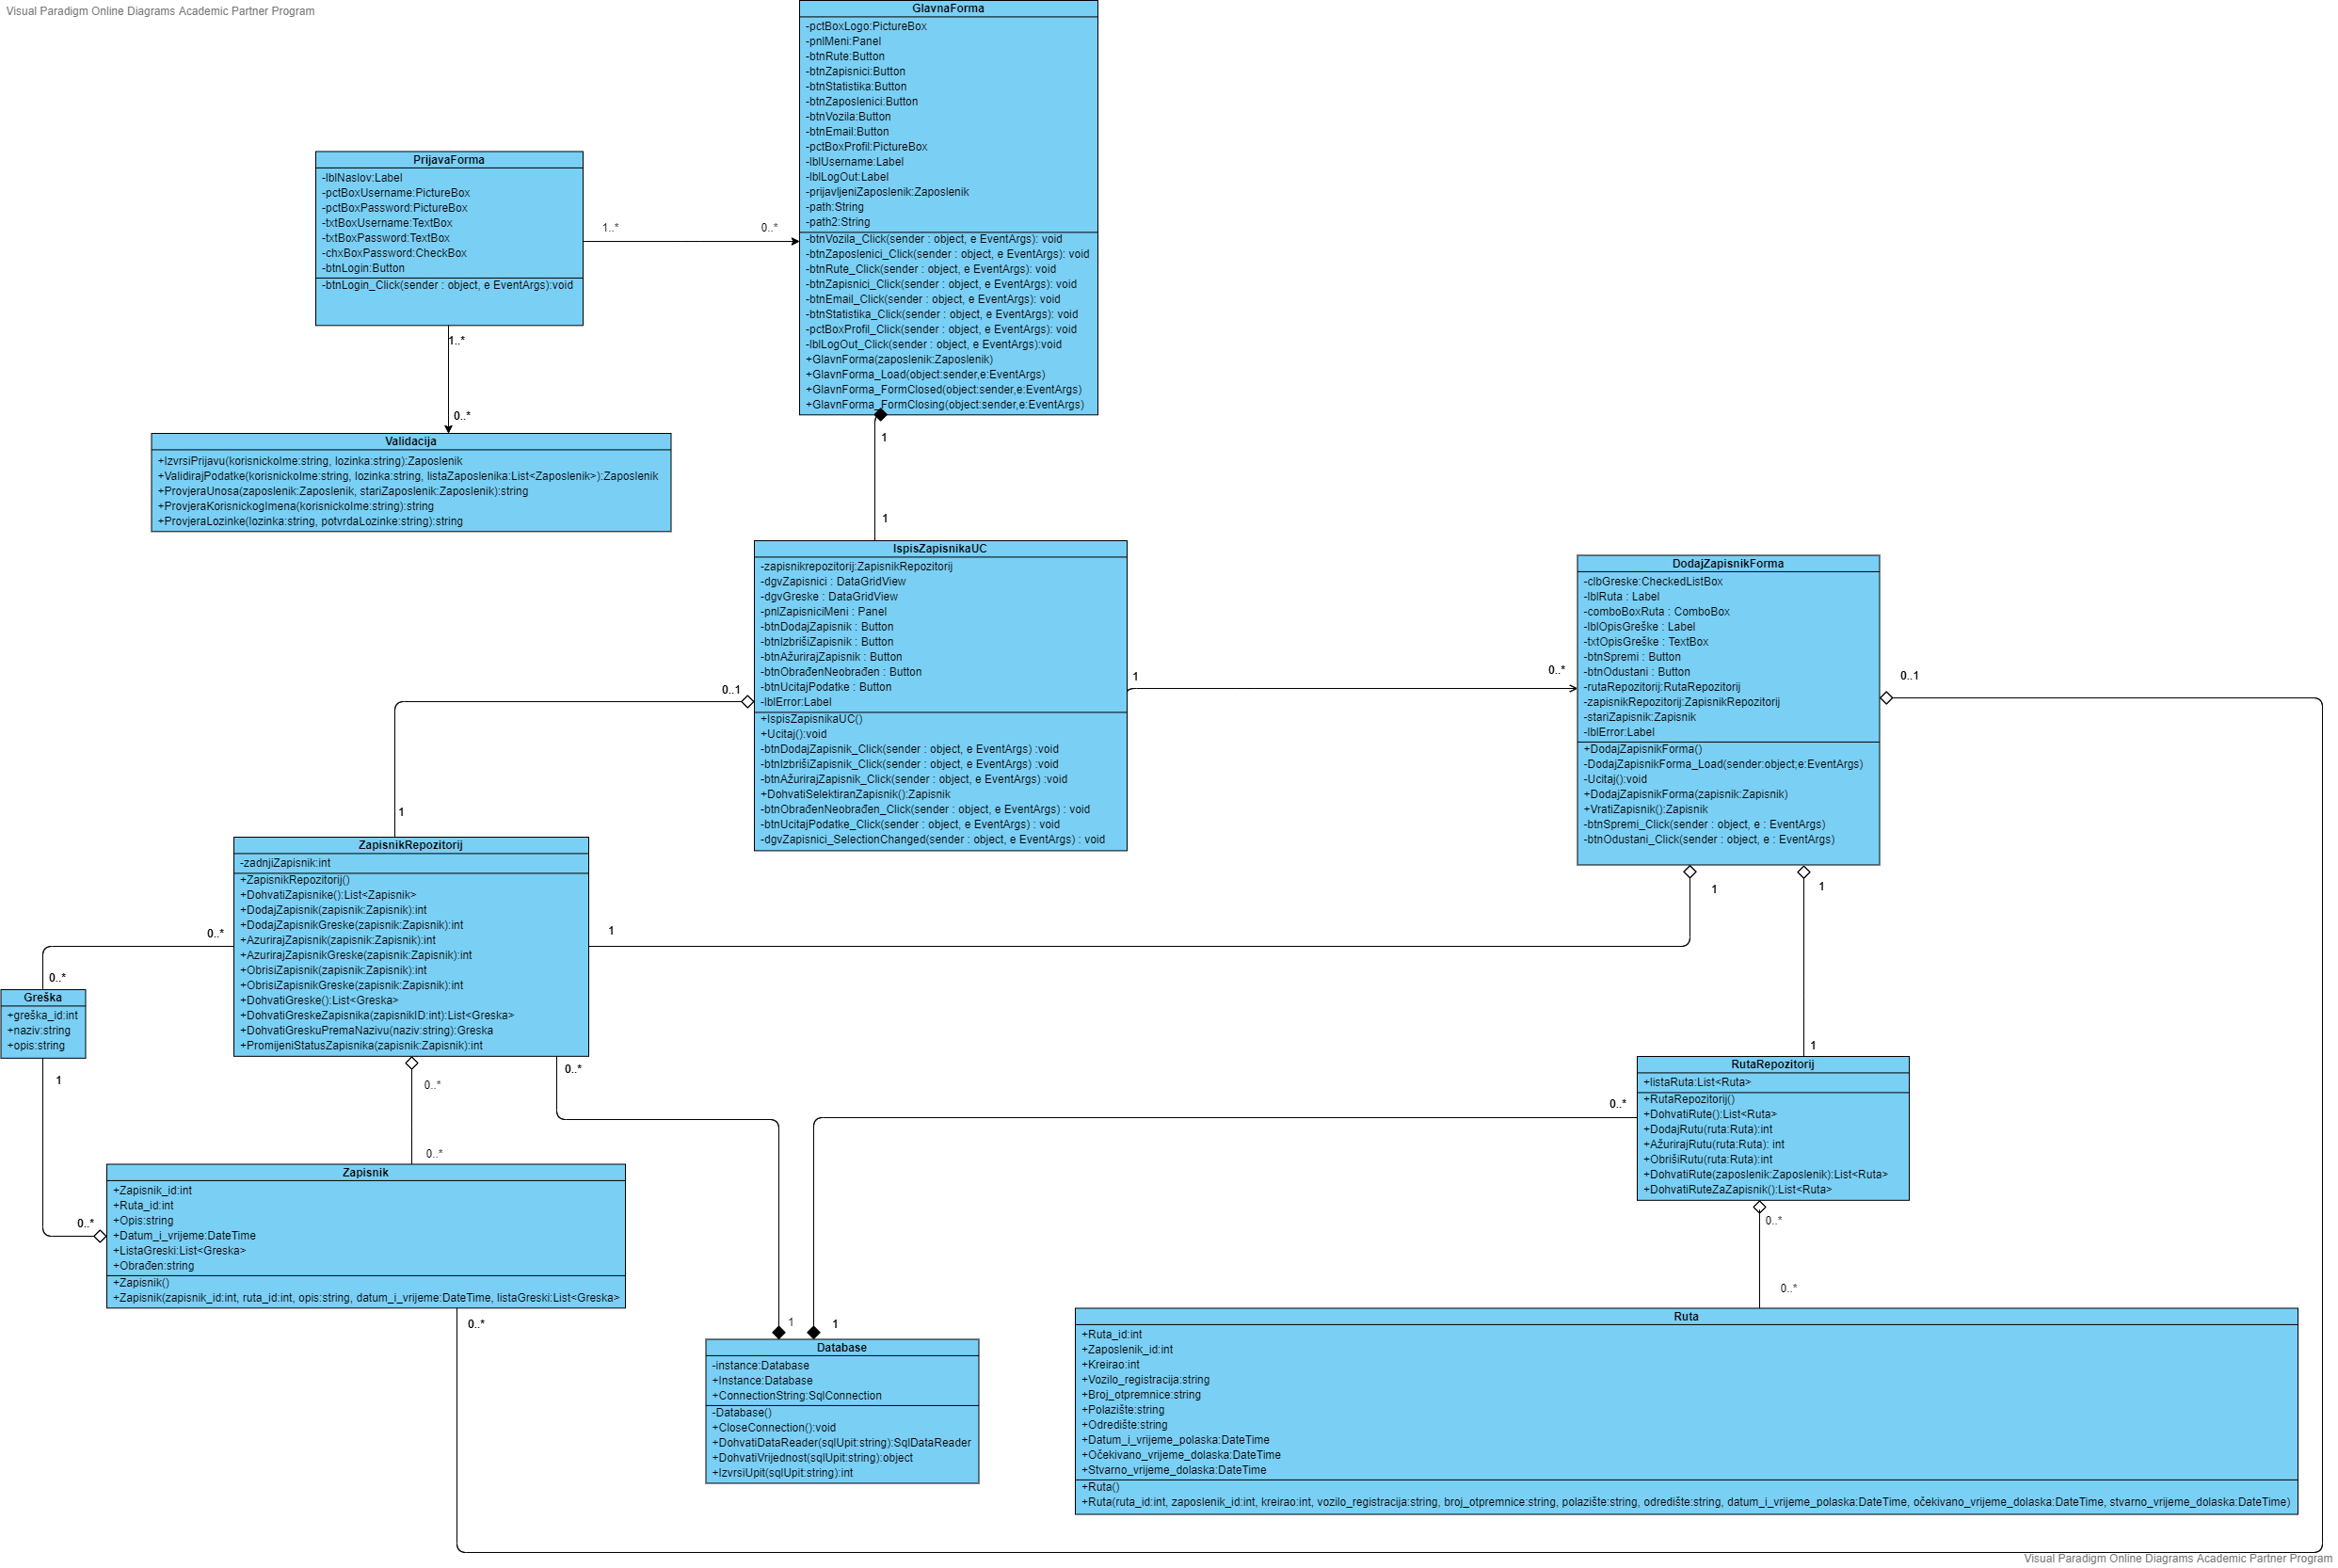 Visual Paradigm Online Diagrams Academic Partner Program
GlavnaForma
-pctBoxLogo:PictureBox
-pnlMeni:Panel
-btnRute:Button
-btnZapisnici:Button
-btnStatistika:Button
-btnZaposlenici:Button
-btnVozila:Button
-btnEmail:Button
-pctBoxProfil:PictureBox
-lblUsername:Label
-lblLogOut:Label
-prijavljeniZaposlenik:Zaposlenik
-path:String
-path2:String
-btnVozila_Click(sender : object, e EventArgs): void
-btnZaposlenici_Click(sender : object, e EventArgs): void
-btnRute_Click(sender : object, e EventArgs): void
-btnZapisnici_Click(sender : object, e EventArgs): void
-btnEmail_Click(sender : object, e EventArgs): void
-btnStatistika_Click(sender : object, e EventArgs): void
-pctBoxProfil_Click(sender : object, e EventArgs): void
-lblLogOut_Click(sender : object, e EventArgs):void
+GlavnForma(zaposlenik:Zaposlenik)
+GlavnForma_Load(object:sender,e:EventArgs)
+GlavnForma_FormClosed(object:sender,e:EventArgs)
+GlavnForma_FormClosing(object:sender,e:EventArgs)
PrijavaForma
-lblNaslov:Label
-pctBoxUsername:PictureBox
-pctBoxPassword:PictureBox
-txtBoxUsername:TextBox
-txtBoxPassword:TextBox
-chxBoxPassword:CheckBox
-btnLogin:Button
-btnLogin_Click(sender : object, e EventArgs):void
1..*
0..*
1..*
0..*
Validacija
+IzvrsiPrijavu(korisnickoIme:string, lozinka:string):Zaposlenik
+ValidirajPodatke(korisnickoIme:string, lozinka:string, listaZaposlenika:List<Zaposlenik>):Zaposlenik
+ProvjeraUnosa(zaposlenik:Zaposlenik, stariZaposlenik:Zaposlenik):string
+ProvjeraKorisnickogImena(korisnickoIme:string):string
+ProvjeraLozinke(lozinka:string, potvrdaLozinke:string):string
1
1
IspisZapisnikaUC
-zapisnikrepozitorij:ZapisnikRepozitorij
-dgvZapisnici : DataGridView
-dgvGreske : DataGridView
-pnlZapisniciMeni : Panel
-btnDodajZapisnik : Button
-btnIzbrišiZapisnik : Button
-btnAžurirajZapisnik : Button
-btnObrađenNeobrađen : Button
-btnUcitajPodatke : Button
-lblError:Label
+IspisZapisnikaUC()
+Ucitaj():void
-btnDodajZapisnik_Click(sender : object, e EventArgs) :void
-btnIzbrišiZapisnik_Click(sender : object, e EventArgs) :void
-btnAžurirajZapisnik_Click(sender : object, e EventArgs) :void
+DohvatiSelektiranZapisnik():Zapisnik
-btnObrađenNeobrađen_Click(sender : object, e EventArgs) : void
-btnUcitajPodatke_Click(sender : object, e EventArgs) : void
-dgvZapisnici_SelectionChanged(sender : object, e EventArgs) : void
1
0..*
DodajZapisnikForma
-clbGreske:CheckedListBox
-lblRuta : Label
-comboBoxRuta : ComboBox
-lblOpisGreške : Label
-txtOpisGreške : TextBox
-btnSpremi : Button
-btnOdustani : Button
-rutaRepozitorij:RutaRepozitorij
-zapisnikRepozitorij:ZapisnikRepozitorij
-stariZapisnik:Zapisnik
-lblError:Label
+DodajZapisnikForma()
-DodajZapisnikForma_Load(sender:object;e:EventArgs)
-Ucitaj():void
+DodajZapisnikForma(zapisnik:Zapisnik)
+VratiZapisnik():Zapisnik
-btnSpremi_Click(sender : object, e : EventArgs)
-btnOdustani_Click(sender : object, e : EventArgs)
0..1
0..1
1
ZapisnikRepozitorij
-zadnjiZapisnik:int
+ZapisnikRepozitorij()
+DohvatiZapisnike():List<Zapisnik>
+DodajZapisnik(zapisnik:Zapisnik):int
+DodajZapisnikGreske(zapisnik:Zapisnik):int
+AzurirajZapisnik(zapisnik:Zapisnik):int
+AzurirajZapisnikGreske(zapisnik:Zapisnik):int
+ObrisiZapisnik(zapisnik:Zapisnik):int
+ObrisiZapisnikGreske(zapisnik:Zapisnik):int
+DohvatiGreske():List<Greska>
+DohvatiGreskeZapisnika(zapisnikID:int):List<Greska>
+DohvatiGreskuPremaNazivu(naziv:string):Greska
+PromijeniStatusZapisnika(zapisnik:Zapisnik):int
1
1
1
1
0..*
0..*
Greška
+greška_id:int
+naziv:string
+opis:string
1
0..*
0..*
0..*
0..*
Zapisnik
+Zapisnik_id:int
+Ruta_id:int
+Opis:string
+Datum_i_vrijeme:DateTime
+ListaGreski:List<Greska>
+Obrađen:string
+Zapisnik()
+Zapisnik(zapisnik_id:int, ruta_id:int, opis:string, datum_i_vrijeme:DateTime, listaGreski:List<Greska>
0..*
RutaRepozitorij
+listaRuta:List<Ruta>
+RutaRepozitorij()
+DohvatiRute():List<Ruta>
+DodajRutu(ruta:Ruta):int
+AžurirajRutu(ruta:Ruta): int
+ObrišiRutu(ruta:Ruta):int
+DohvatiRute(zaposlenik:Zaposlenik):List<Ruta>
+DohvatiRuteZaZapisnik():List<Ruta>
0..*
0..*
0..*
1
1
Database
-instance:Database
+Instance:Database
+ConnectionString:SqlConnection
-Database()
+CloseConnection():void
+DohvatiDataReader(sqlUpit:string):SqlDataReader
+DohvatiVrijednost(sqlUpit:string):object
+IzvrsiUpit(sqlUpit:string):int
Ruta
+Ruta_id:int
+Zaposlenik_id:int
+Kreirao:int
+Vozilo_registracija:string
+Broj_otpremnice:string
+Polazište:string
+Odredište:string
+Datum_i_vrijeme_polaska:DateTime
+Očekivano_vrijeme_dolaska:DateTime
+Stvarno_vrijeme_dolaska:DateTime
+Ruta()
+Ruta(ruta_id:int, zaposlenik_id:int, kreirao:int, vozilo_registracija:string, broj_otpremnice:string, polazište:string, odredište:string, datum_i_vrijeme_polaska:DateTime, očekivano_vrijeme_dolaska:DateTime, stvarno_vrijeme_dolaska:DateTime)
Visual Paradigm Online Diagrams Academic Partner Program